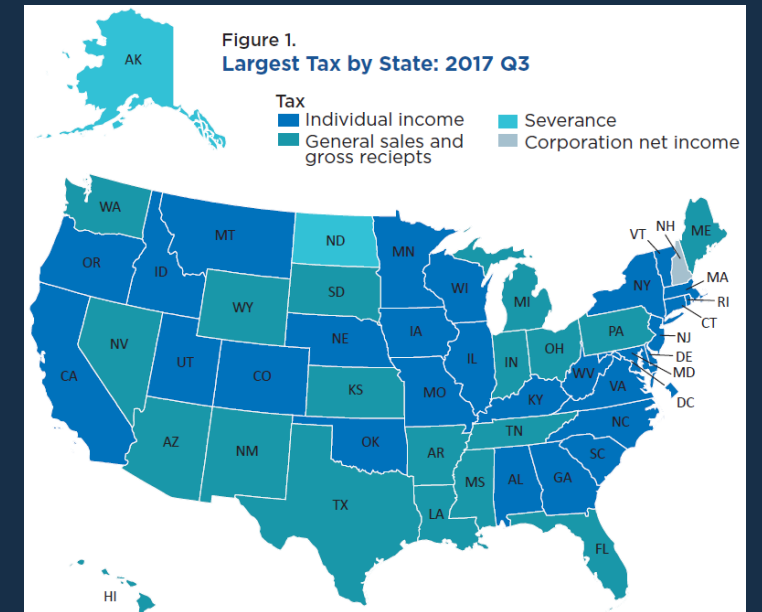 AK
Figure 1.
Largest Tax by State: 2017 Q3
Tax
Individual income
General sales and
gross reciepts
Severance
Corporation net income
WA
MT
ND
MN
VT
NH
ME
OR
ID
WY
SD
WI
MI
NY
MA
RI
CT
NV
UT
CO
NE
IA
IL
IN
OH
PA
NJ
DE
MD
DC
CA
KS
MO
KY
WV
VA
AZ
NM
OK
AR
TN
NC
SC
TX
LA
MS
AL
GA
FL
HI